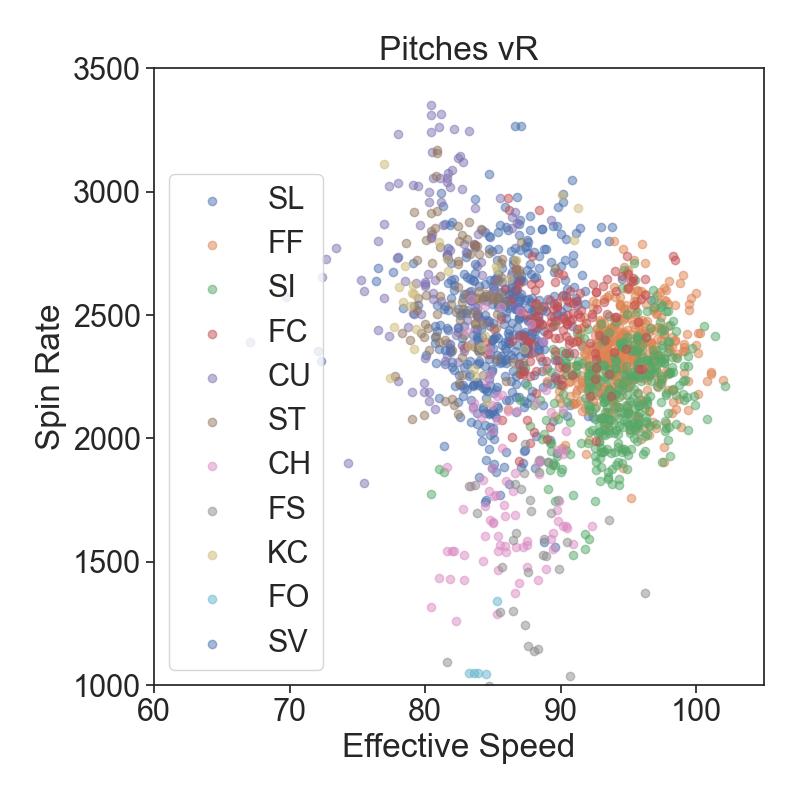 Pitches vR
3500
3000
2500
2000
1500
1000
Spin Rate
SL
FF
SI
FC
CU
ST
CH
FS
KC
FO
SV
60 70 80 90 100
Effective Speed